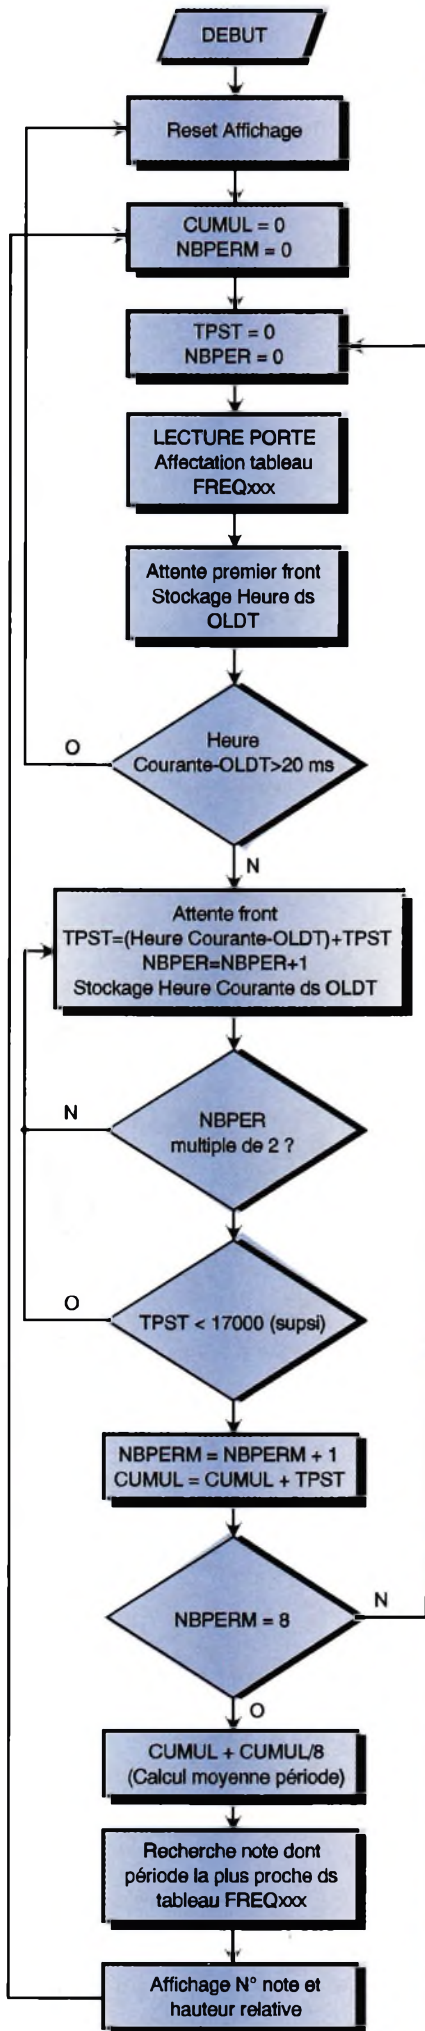 DEBUT
Reset Affichage
CUMUL = 0
NBPERM = 0
TPST = 0
NBPER = 0
LECTURE PORTE
Affectation tableau
FREQxxx
Attente premier front
Stockage Heure ds
OLDT
O
Heure
Courante-OLDT>20 ms
N
Attente front
TPST=(Heure Courante-OLDT)+TPST
NBPER=NBPER+1
Stockage Heure Courante ds OLDT
N
NBPER
multiple de 2 ?
O
TPST < 17000 (supsi)
NBPERM = NBPERM + 1
CUMUL = CUMUL + TPST
NBPERM = 8
N
O
CUMUL + CUMUL/8
(Calcul moyenne période)
Recherche note dont
période la plus proche ds
tableau FREQxxx
Affichage N° note et
hauteur relative